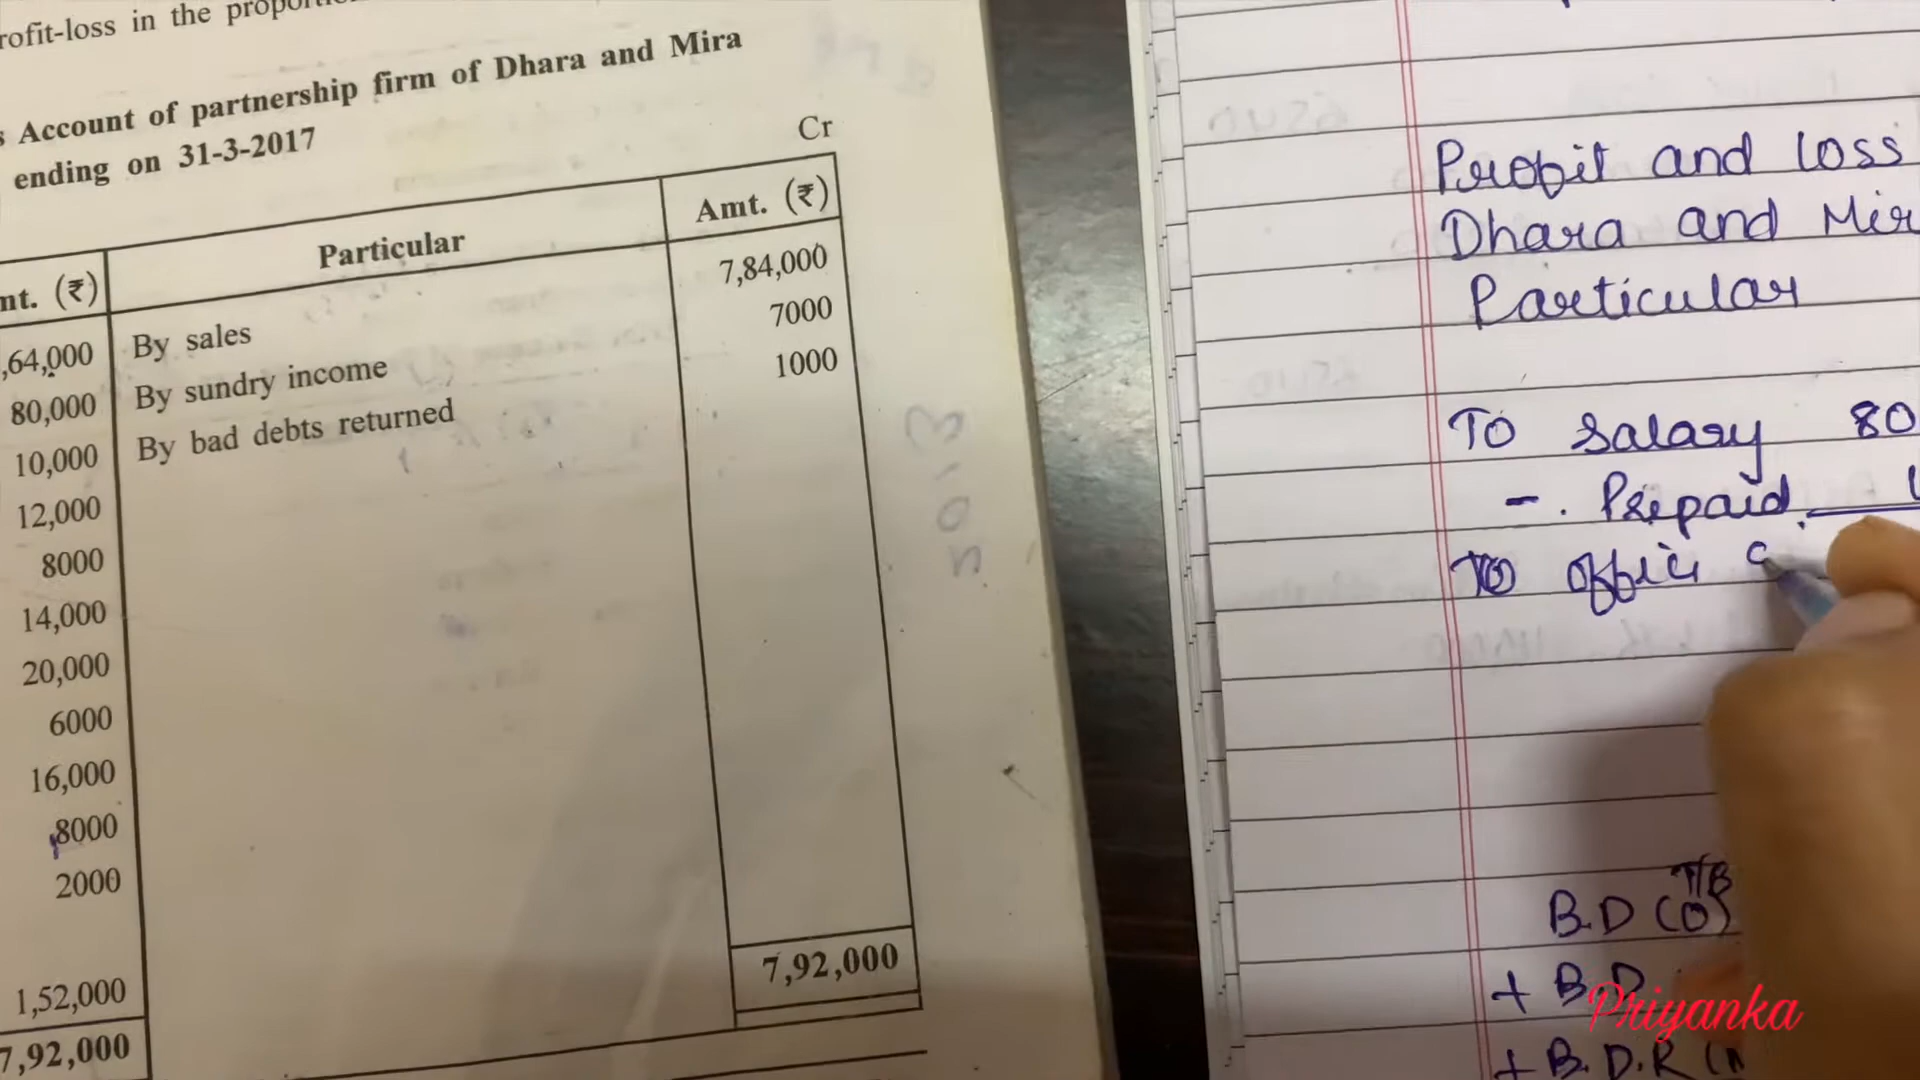 rofit-loss in the
s Account of partnership firm of Dhara and Mira
ending on 31-3-2017
Cr
nt. (₹) Particular Amt. (₹)
,64,000 By sales 7,84,000
80,000 By sundry income 7000
10,000 By bad debts returned 1000
12,000
8000
14,000
20,000
6000
16,000
8000
2000
1,52,000
7,92,000 7,92,000
Profit and loss
Dhara and Mir
Particular
To Salary 80
- . Prepaid
To office
B.D (O) T/B
+ B.D
+ B.D.R (n
Priyanka